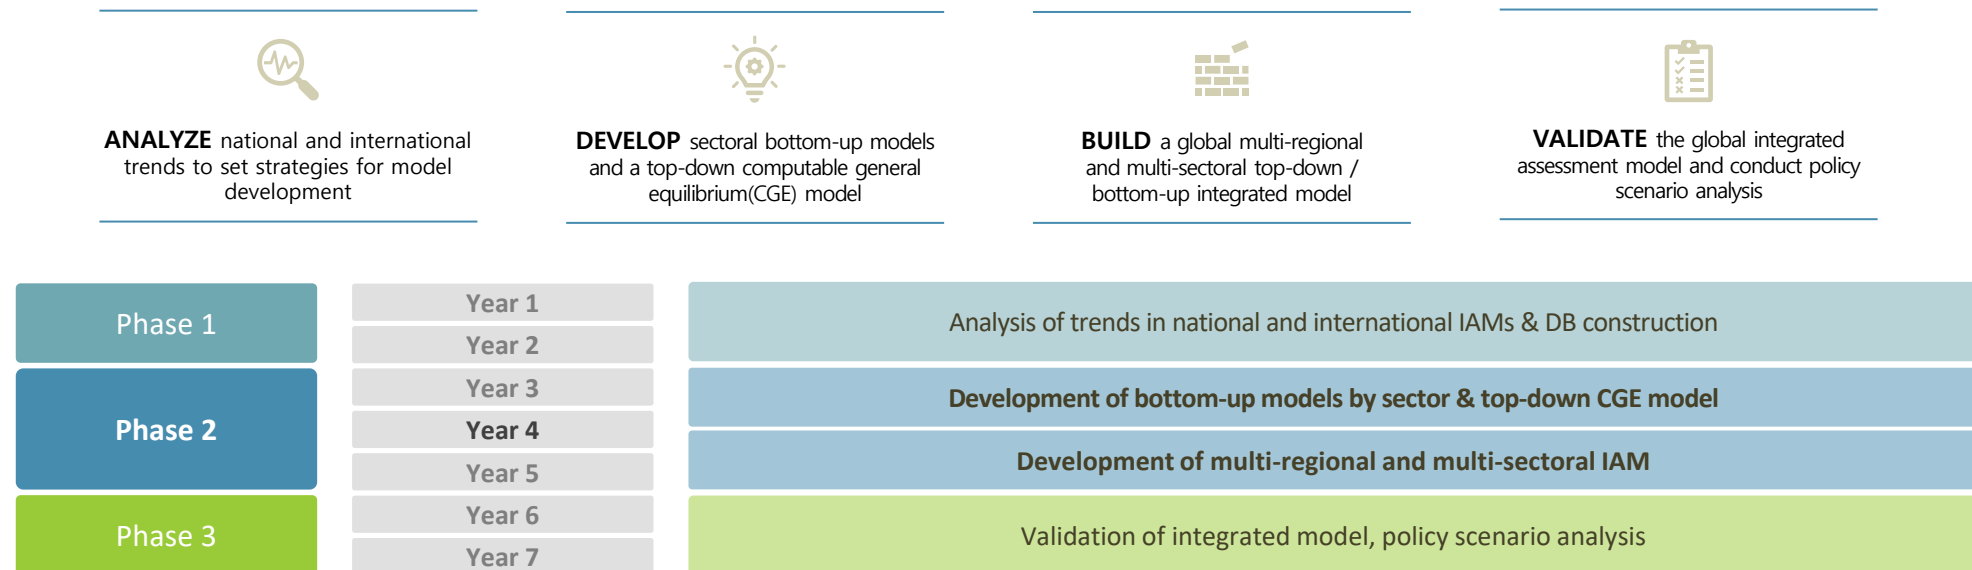 ANALYZE national and international
trends to set strategies for model
development
DEVELOP sectoral bottom-up models
and a top-down computable general
equilibrium(CGE) model
BUILD a global multi-regional
and multi-sectoral top-down /
bottom-up integrated model
VALIDATE the global integrated
assessment model and conduct policy
scenario analysis
Phase 1
Year 1
Year 2
Analysis of trends in national and international IAMs & DB construction
Phase 2
Year 3
Year 4
Year 5
Development of bottom-up models by sector & top-down CGE model
Development of multi-regional and multi-sectoral IAM
Phase 3
Year 6
Year 7
Validation of integrated model, policy scenario analysis